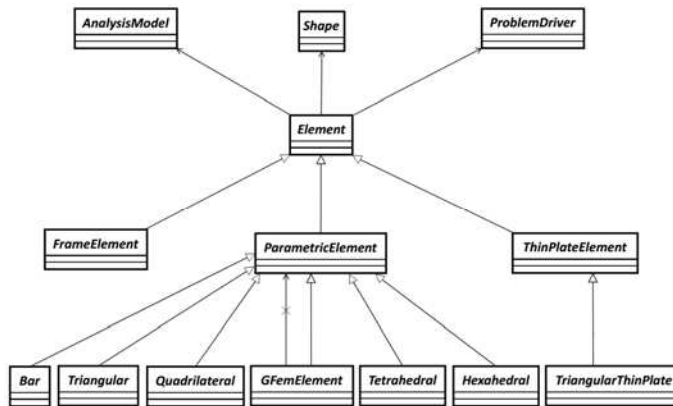 AnalysisModel
Shape
ProblemDriver
Element
FrameElement
ParametricElement
ThinPlateElement
Bar
Triangular
Quadrilateral
GFemElement
Tetrahedral
Hexahedral
TriangularThinPlate